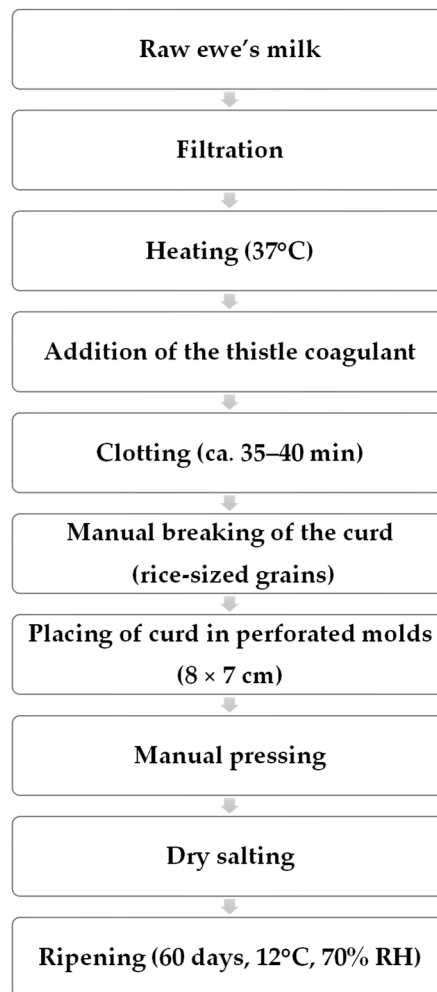 Raw ewe’s milk
Filtration
Heating (37°C)
Addition of the thistle coagulant
Clotting (ca. 35–40 min)
Manual breaking of the curd
(rice-sized grains)
Placing of curd in perforated molds
(8 × 7 cm)
Manual pressing
Dry salting
Ripening (60 days, 12°C, 70% RH)